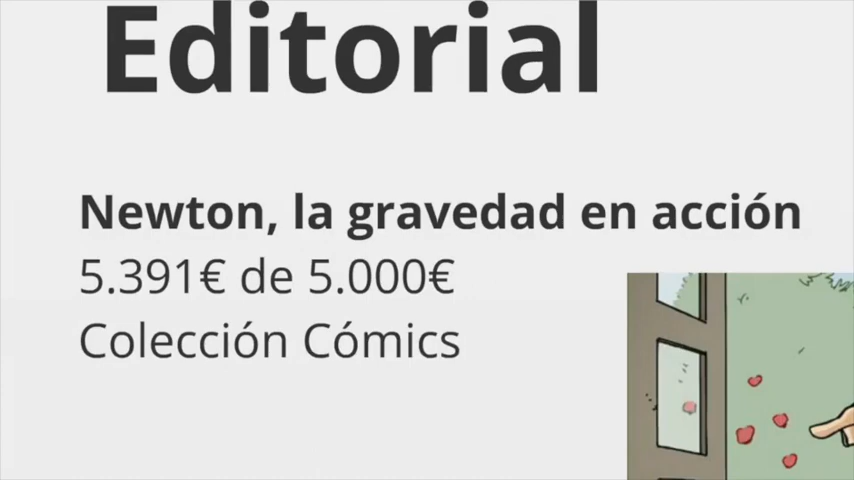 Editorial
Newton, la gravedad en acción
5.391€ de 5.000€
Colección Cómics